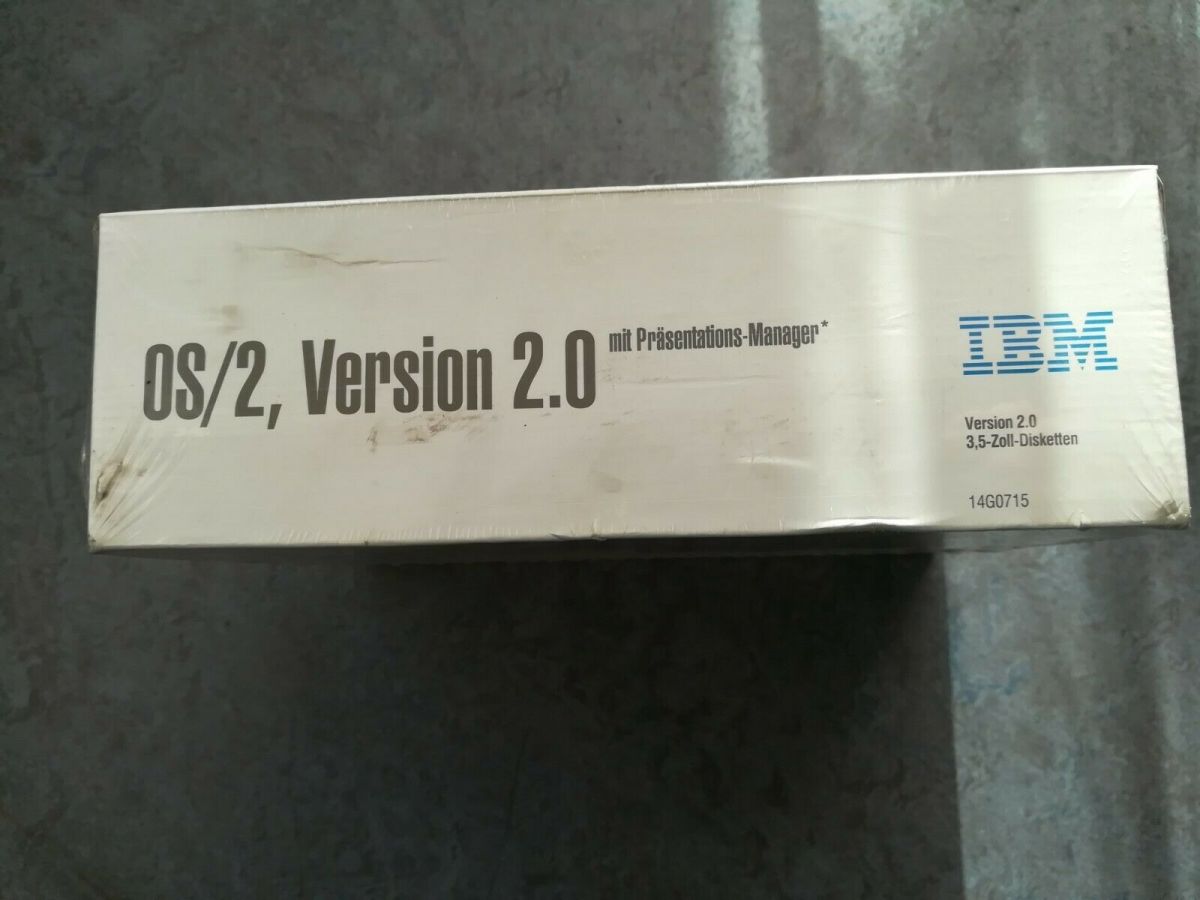 OS/2, Version 2.0 mit Präsentations-Manager*
IBM
Version 2.0
3,5-Zoll-Disketten
14G0715